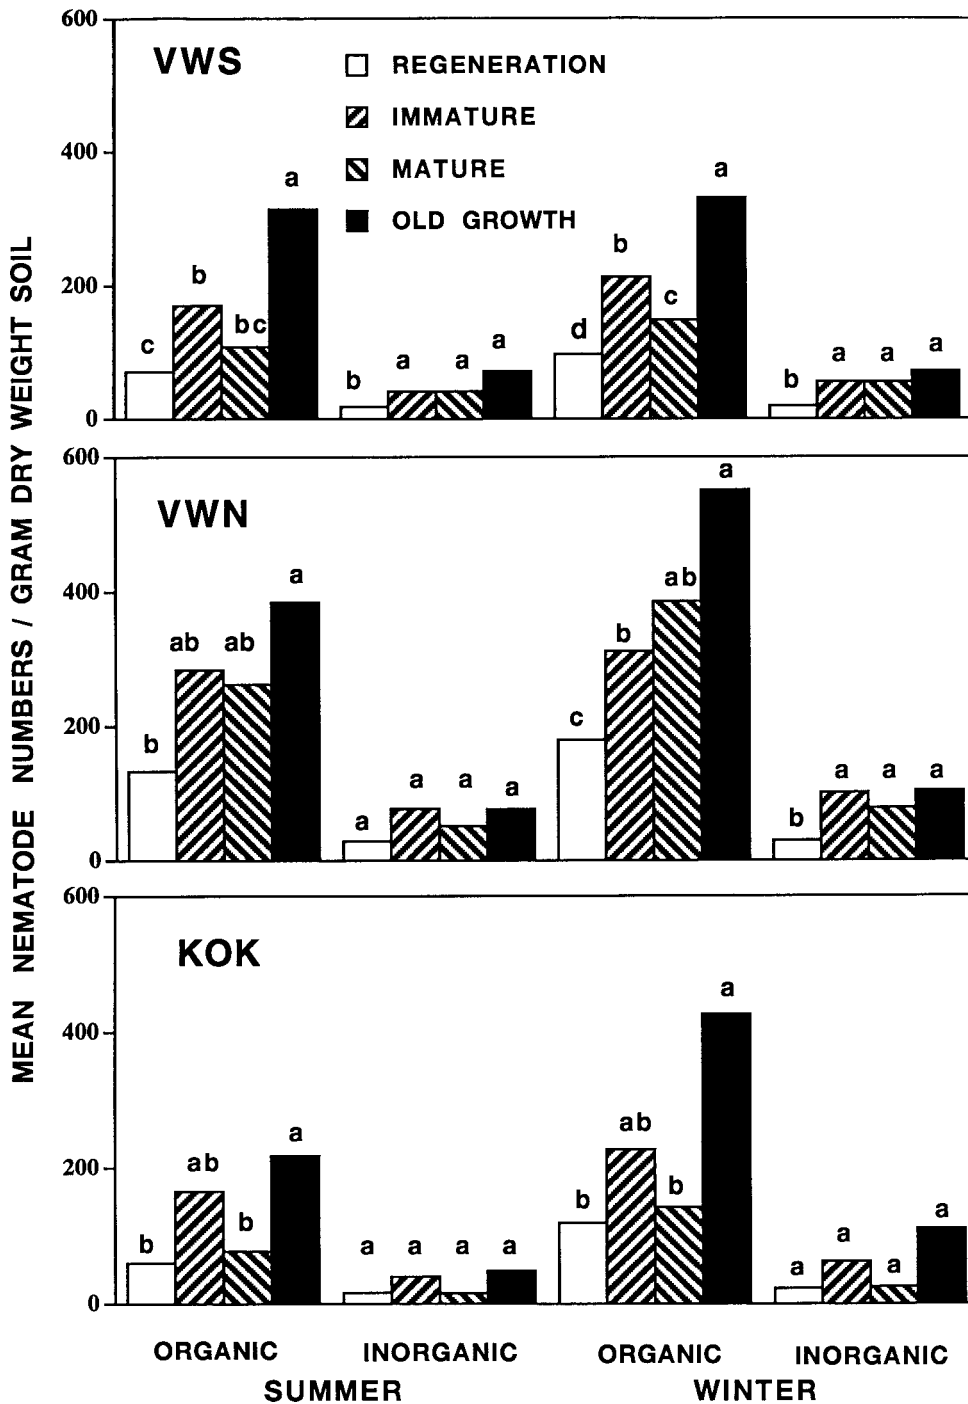 MEAN NEMATODE NUMBERS / GRAM DRY WEIGHT SOIL
600
400
200
0
VWS
REGENERATION
IMMATURE
MATURE
OLD GROWTH
c b bc a
b a a a
d b c a
b a a a
600
400
200
0
VWN
b ab ab a
a a a a
c b ab a
b a a a
600
400
200
0
KOK
b ab b a
a a a a
b ab b a
a a a a
ORGANIC INORGANIC ORGANIC INORGANIC
SUMMER WINTER